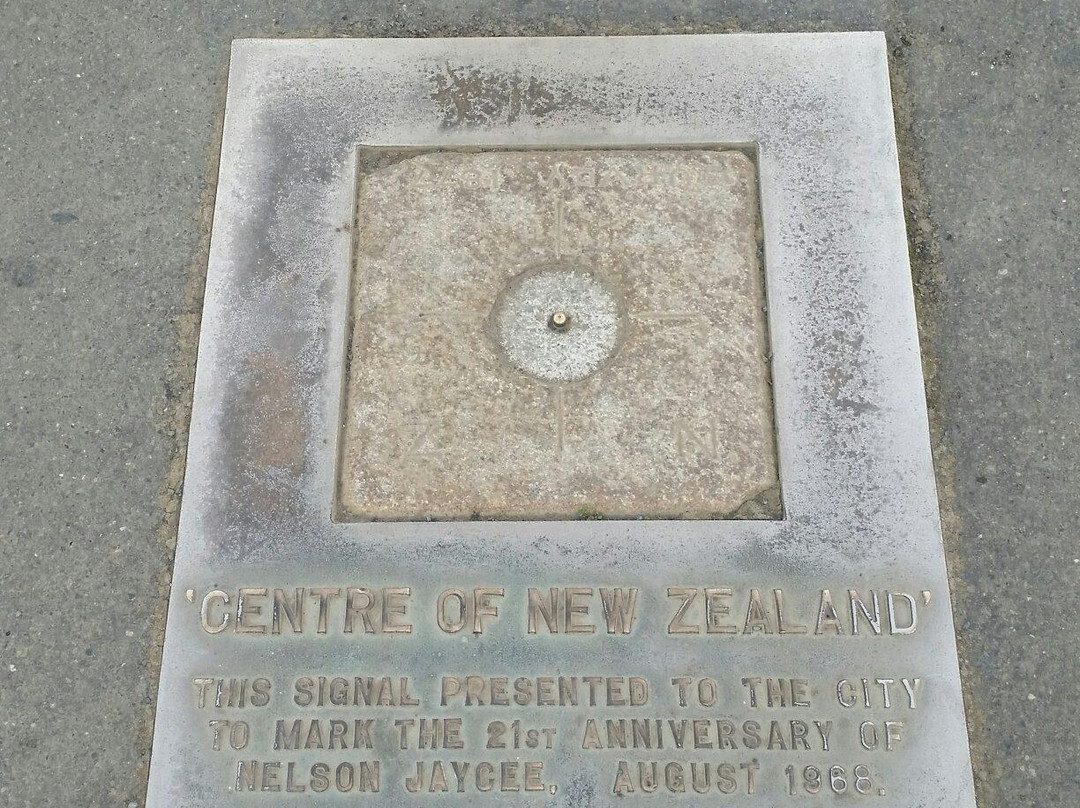 N Z
'CENTRE OF NEW ZEALAND'
THIS SIGNAL PRESENTED TO THE CITY
TO MARK THE 21ST ANNIVERSARY OF
NELSON JAYCEE, AUGUST 1968.